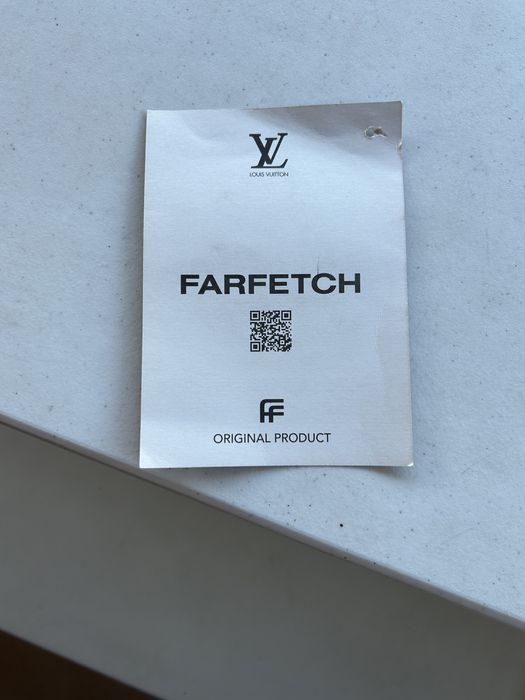 LV
LOUIS VUITTON
FARFETCH
FF
ORIGINAL PRODUCT